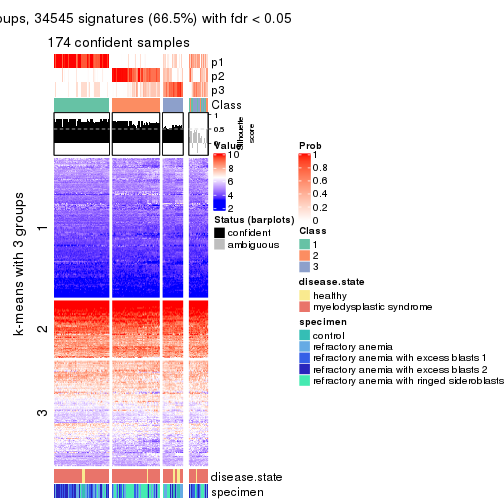 oups, 34545 signatures (66.5%) with fdr < 0.05
174 confident samples
p1
p2
p3
Class
1
0.5
0
Silhouette
score
Value
10
8
6
4
2
Status (barplots)
confident
ambiguous
Prob
1
0.8
0.6
0.4
0.2
0
Class
1
2
3
disease.state
healthy
myelodysplastic syndrome
specimen
control
refractory anemia
refractory anemia with excess blasts 1
refractory anemia with excess blasts 2
refractory anemia with ringed sideroblasts
k-means with 3 groups
1
2
3
disease.state
specimen